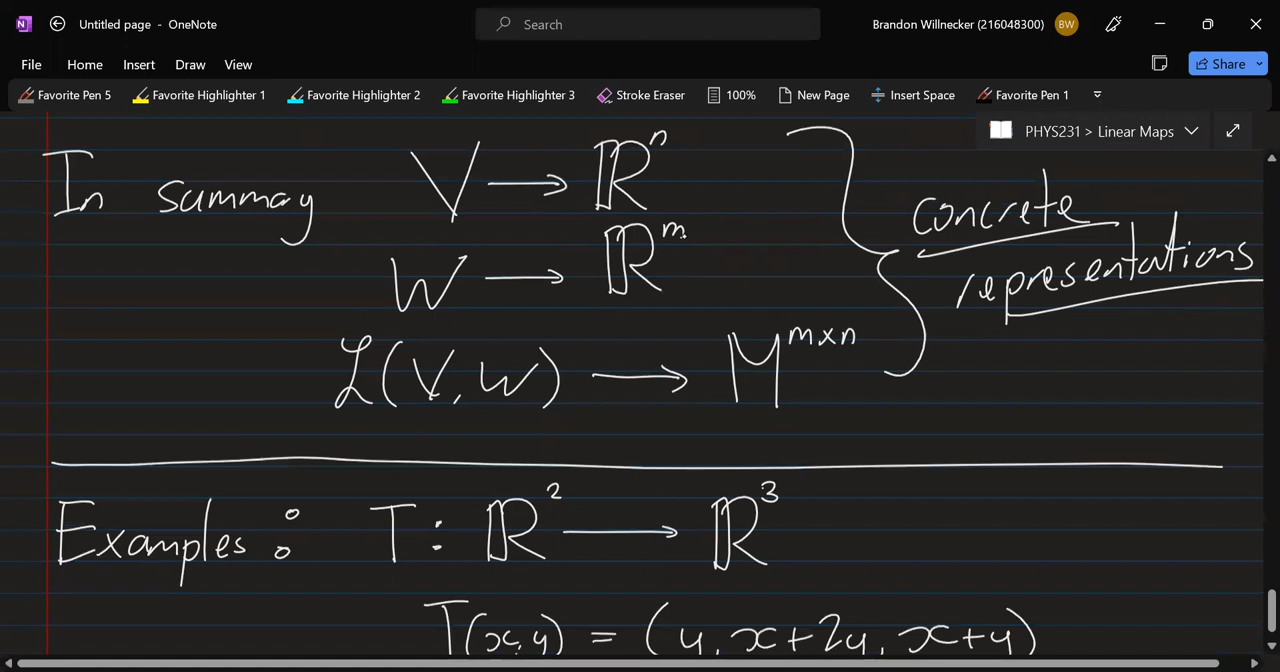 Untitled page - OneNote
Search
Brandon Willnecker (216048300) BW
File Home Insert Draw View
Share
Favorite Pen 5 Favorite Highlighter 1 Favorite Highlighter 2 Favorite Highlighter 3 Stroke Eraser 100% New Page Insert Space Favorite Pen 1
PHYS231 > Linear Maps
In summay V → ℝⁿ
W → ℝᵐ
concrete
representations
ℒ(V, W) → M^{m×n}
Examples: T: ℝ² → ℝ³
T(x,y) = (y, x+2y, x+y)